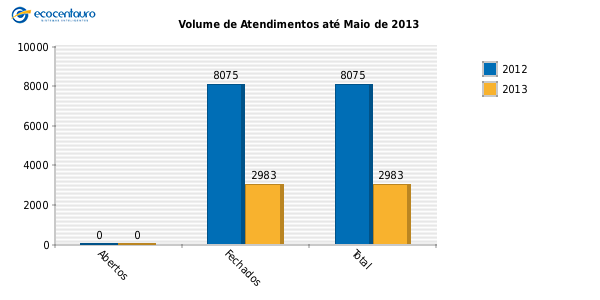 ecocentauro
Volume de Atendimentos até Maio de 2013
10000
8000
6000
4000
2000
0
0
0
8075
2983
8075
2983
Abertos
Fechados
Total
2012
2013